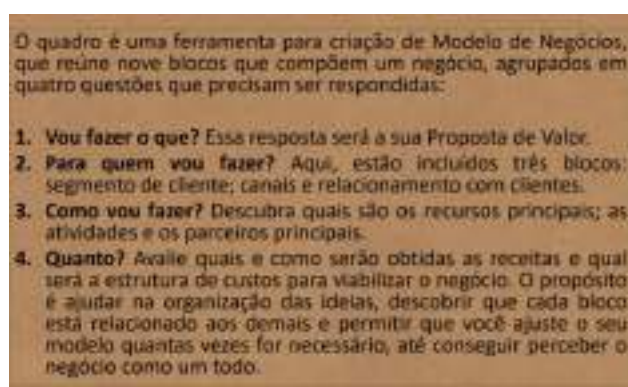 O quadro é uma ferramenta para criação de Modelo de Negócios,
que reúne nove blocos que compõem um negócio, agrupados em
quatro questões que precisam ser respondidas:
1. Vou fazer o que? Essa resposta será a sua Proposta de Valor.
2. Para quem vou fazer? Aqui, estão incluídos três blocos:
segmento de cliente; canais e relacionamento com clientes.
3. Como vou fazer? Descubra quais são os recursos principais; as
atividades e os parceiros principais.
4. Quanto? Avalie quais e como serão obtidas as receitas e qual
será a estrutura de custos para viabilizar o negócio. O propósito
é ajudar na organização das ideias, descobrir que cada bloco
está relacionado aos demais e permitir que você ajuste o seu
modelo quantas vezes for necessário, até conseguir perceber o
negócio como um todo.